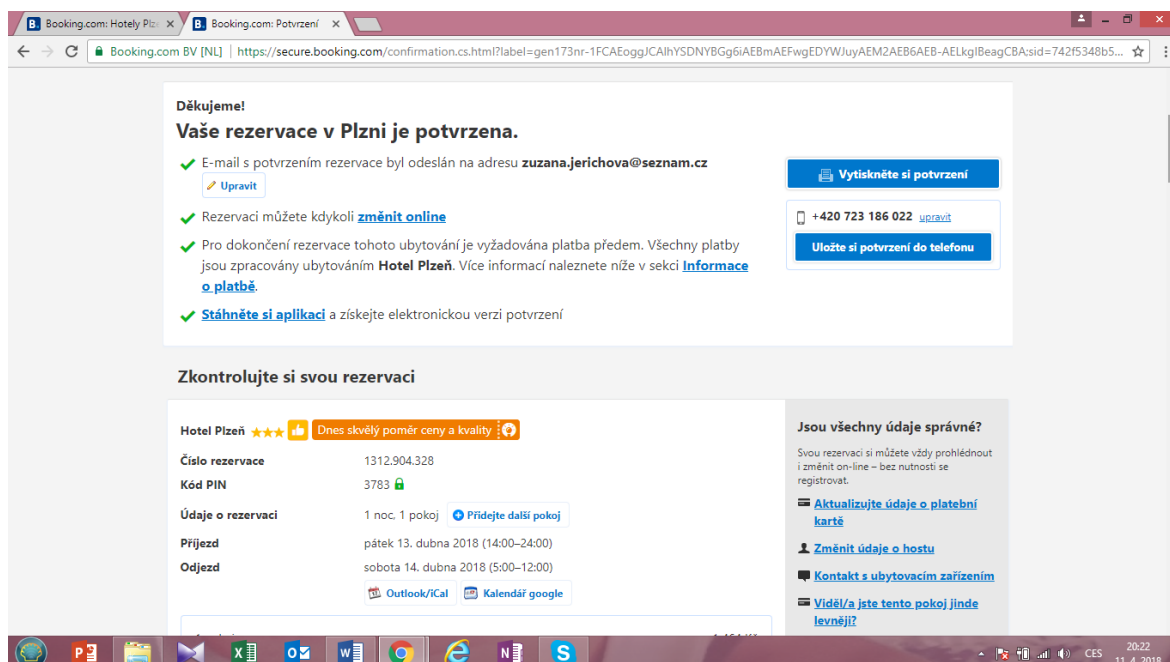 B. Booking.com: Hotely Plz
B. Booking.com: Potvrzení
Booking.com BV [NL] | https://secure.booking.com/confirmation.cs.html?label=gen173nr-1FCAEoggJCAlhYSDNYBGg6iAEBmAEFwgEDYWJuyAEM2AEB6AEB-AELkgIBeagCBA;sid=742f5348b5...
Děkujeme!
Vaše rezervace v Plzni je potvrzena.
E-mail s potvrzením rezervace byl odeslán na adresu zuzana.jerichova@seznam.cz
Upravit
Rezervaci můžete kdykoli změnit online
Pro dokončení rezervace tohoto ubytování je vyžadována platba předem. Všechny platby
jsou zpracovány ubytováním Hotel Plzeň. Více informací naleznete níže v sekci Informace
o platbě.
Stáhněte si aplikaci a získejte elektronickou verzi potvrzení
Vytiskněte si potvrzení
+420 723 186 022 upravit
Uložte si potvrzení do telefonu
Zkontrolujte si svou rezervaci
Hotel Plzeň Dnes skvělý poměr ceny a kvality
Číslo rezervace 1312.904.328
Kód PIN 3783
Údaje o rezervaci 1 noc, 1 pokoj Přidejte další pokoj
Příjezd pátek 13. dubna 2018 (14:00–24:00)
Odjezd sobota 14. dubna 2018 (5:00–12:00)
Outlook/iCal Kalendář google
Jsou všechny údaje správné?
Svou rezervaci si můžete vždy prohlédnout
i změnit on-line – bez nutnosti se
registrovat.
Aktualizujte údaje o platební
kartě
Změnit údaje o hostu
Kontakt s ubytovacím zařízením
Viděl/a jste tento pokoj jinde
levněji?
CES
20:22
11. 4. 2018